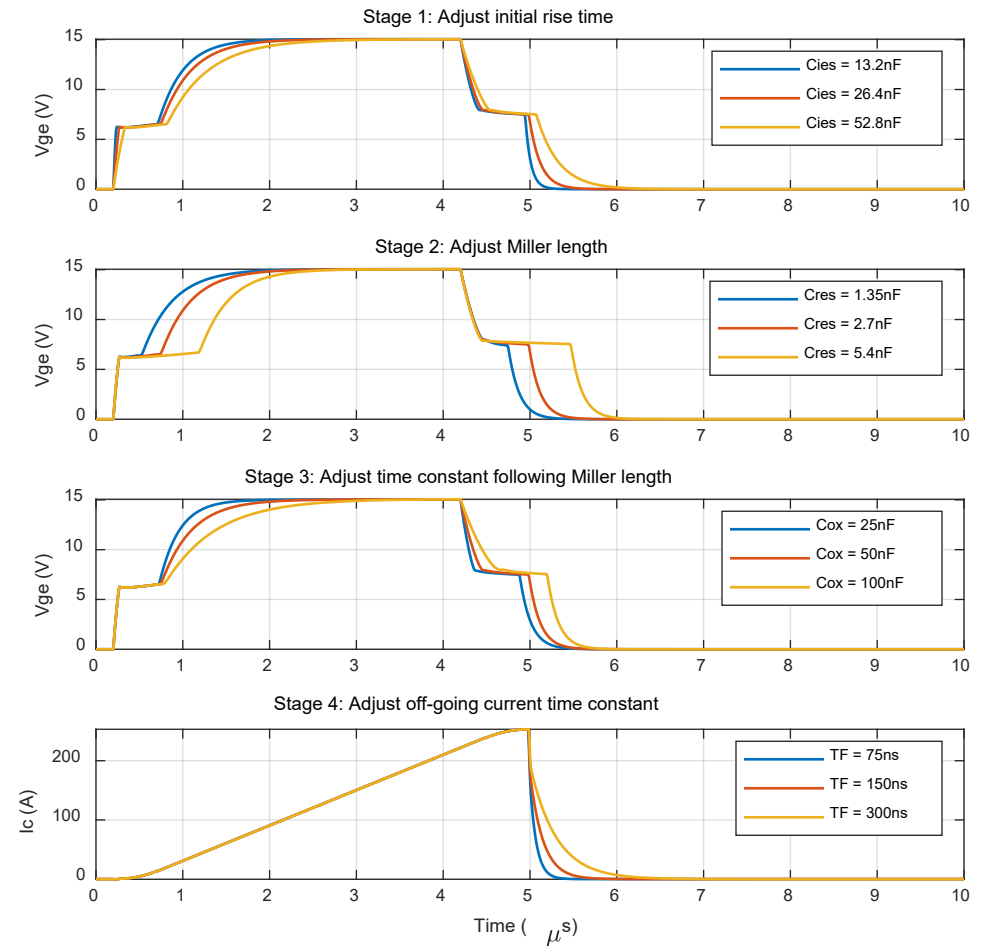 Stage 1: Adjust initial rise time
Vge (V)
15
10
5
0
Cies = 13.2nF
Cies = 26.4nF
Cies = 52.8nF
0 1 2 3 4 5 6 7 8 9 10
Stage 2: Adjust Miller length
Vge (V)
15
10
5
0
Cres = 1.35nF
Cres = 2.7nF
Cres = 5.4nF
0 1 2 3 4 5 6 7 8 9 10
Stage 3: Adjust time constant following Miller length
Vge (V)
15
10
5
0
Cox = 25nF
Cox = 50nF
Cox = 100nF
0 1 2 3 4 5 6 7 8 9 10
Stage 4: Adjust off-going current time constant
Ic (A)
200
100
0
TF = 75ns
TF = 150ns
TF = 300ns
0 1 2 3 4 5 6 7 8 9 10
Time ( μs)